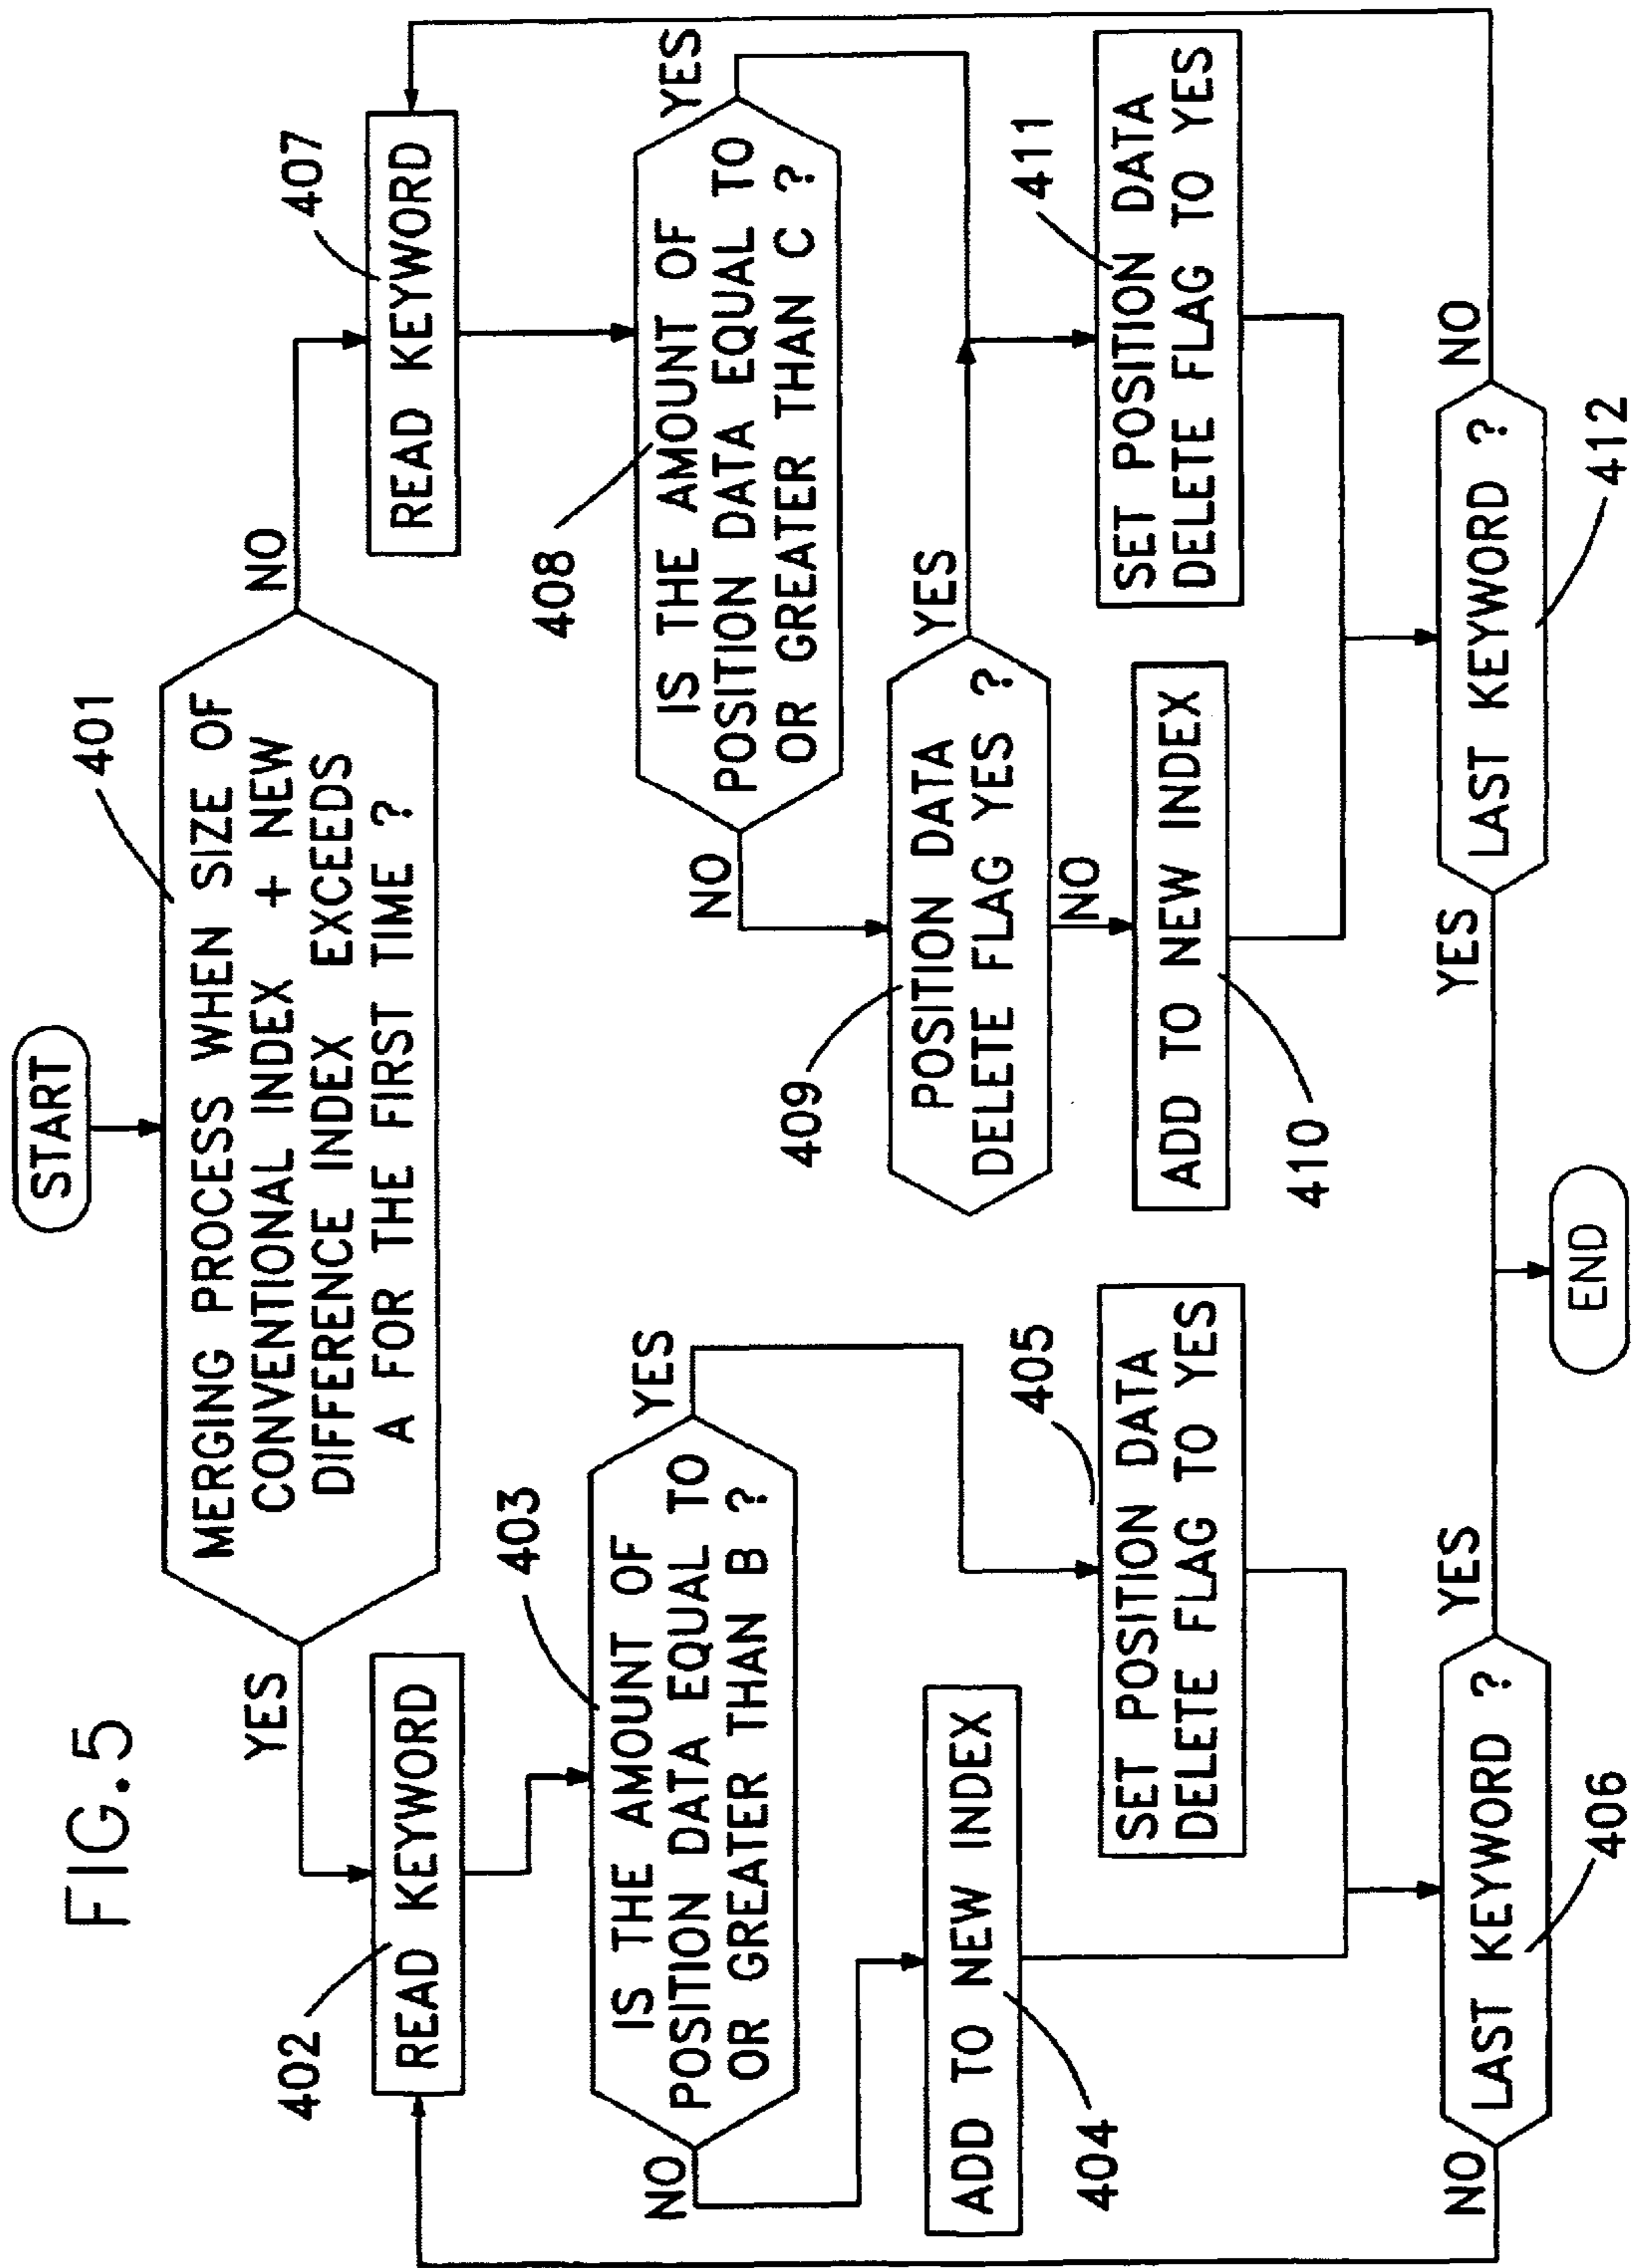 FIG.5
START
401
MERGING PROCESS WHEN SIZE OF
CONVENTIONAL INDEX + NEW
DIFFERENCE INDEX EXCEEDS
A FOR THE FIRST TIME ?
YES
NO
402
READ KEYWORD
403
IS THE AMOUNT OF
POSITION DATA EQUAL TO
OR GREATER THAN B ?
NO
YES
404
ADD TO NEW INDEX
405
SET POSITION DATA
DELETE FLAG TO YES
LAST KEYWORD ?
406
NO
YES
407
READ KEYWORD
408
IS THE AMOUNT OF
POSITION DATA EQUAL TO
OR GREATER THAN C ?
NO
YES
409
POSITION DATA
DELETE FLAG YES ?
YES
NO
ADD TO NEW INDEX
410
411
SET POSITION DATA
DELETE FLAG TO YES
LAST KEYWORD ?
412
YES
NO
END